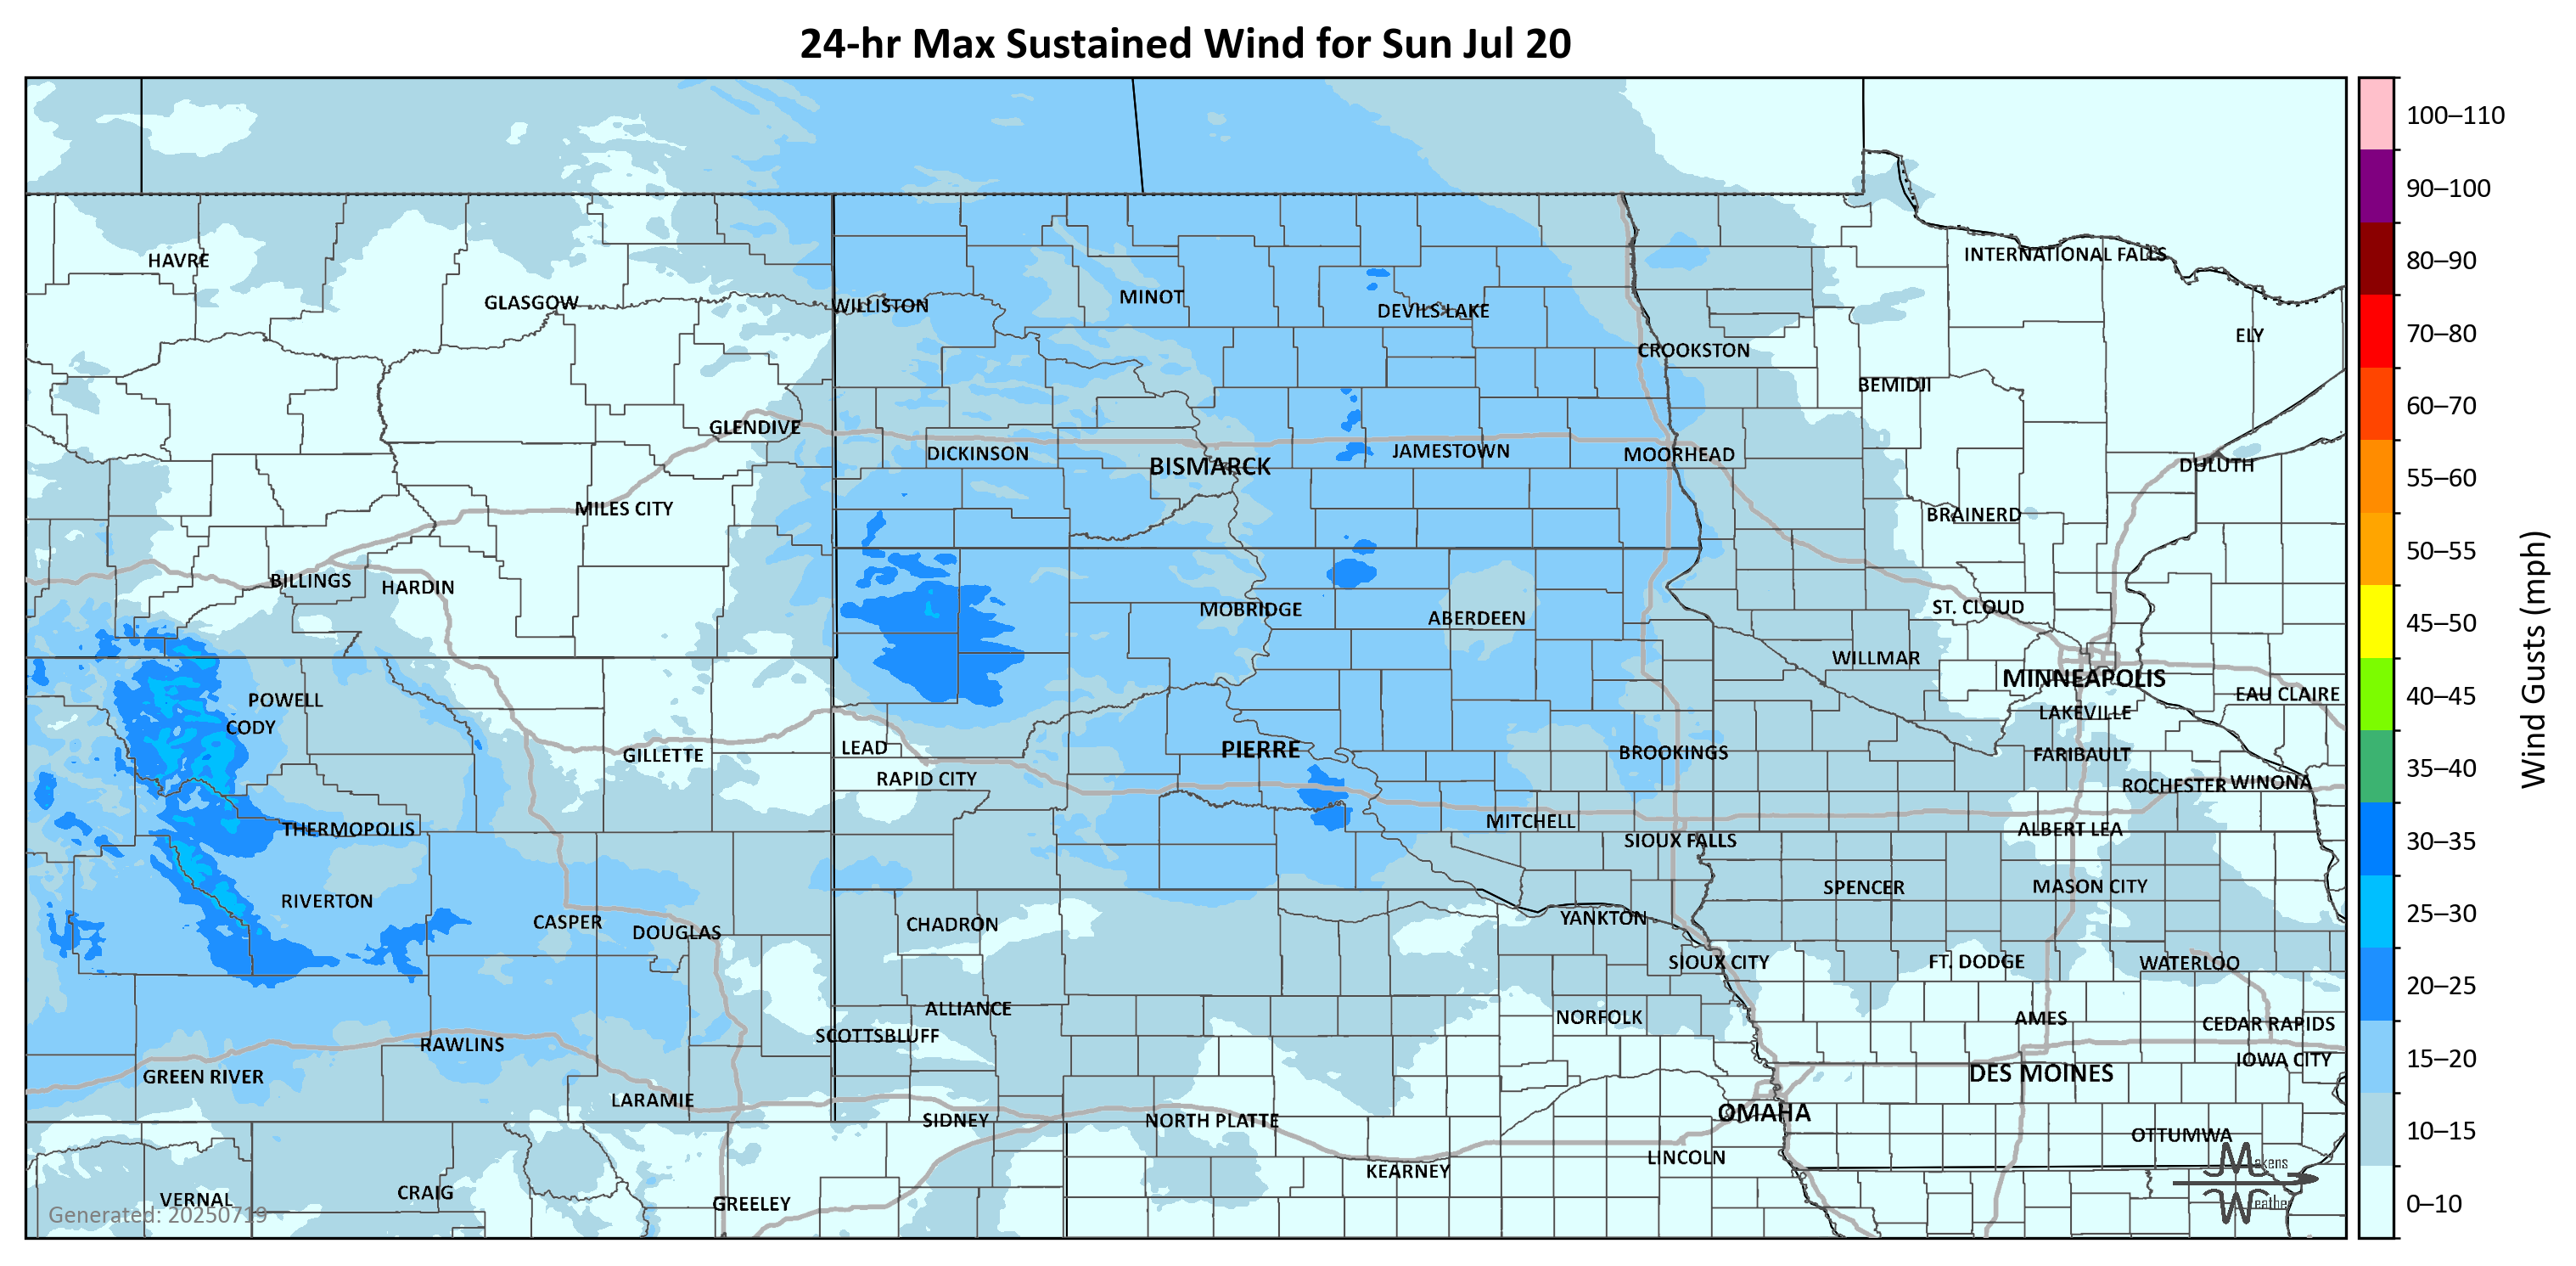 24-hr Max Sustained Wind for Sun Jul 20
100–110
90–100
80–90
70–80
60–70
55–60
50–55
45–50
40–45
35–40
30–35
25–30
20–25
15–20
10–15
0–10
Wind Gusts (mph)
INTERNATIONAL FALLS
HAVRE
GLASGOW
WILLISTON
MINOT
DEVILS LAKE
ELY
CROOKSTON
BEMIDJI
GLENDIVE
DICKINSON
BISMARCK
JAMESTOWN
MOORHEAD
DULUTH
MILES CITY
BRAINERD
BILLINGS
HARDIN
MOBRIDGE
ABERDEEN
ST. CLOUD
WILLMAR
MINNEAPOLIS
EAU CLAIRE
POWELL
CODY
LAKEVILLE
GILLETTE
LEAD
PIERRE
BROOKINGS
FARIBAULT
RAPID CITY
ROCHESTER
WINONA
THERMOPOLIS
MITCHELL
ALBERT LEA
SIOUX FALLS
SPENCER
MASON CITY
RIVERTON
CASPER
DOUGLAS
CHADRON
YANKTON
SIOUX CITY
FT. DODGE
WATERLOO
ALLIANCE
NORFOLK
AMES
CEDAR RAPIDS
SCOTTSBLUFF
RAWLINS
IOWA CITY
GREEN RIVER
DES MOINES
LARAMIE
OMAHA
SIDNEY
NORTH PLATTE
OTTUMWA
LINCOLN
KEARNEY
VERNAL
CRAIG
GREELEY
Generated: 20250719
Makens
Weather